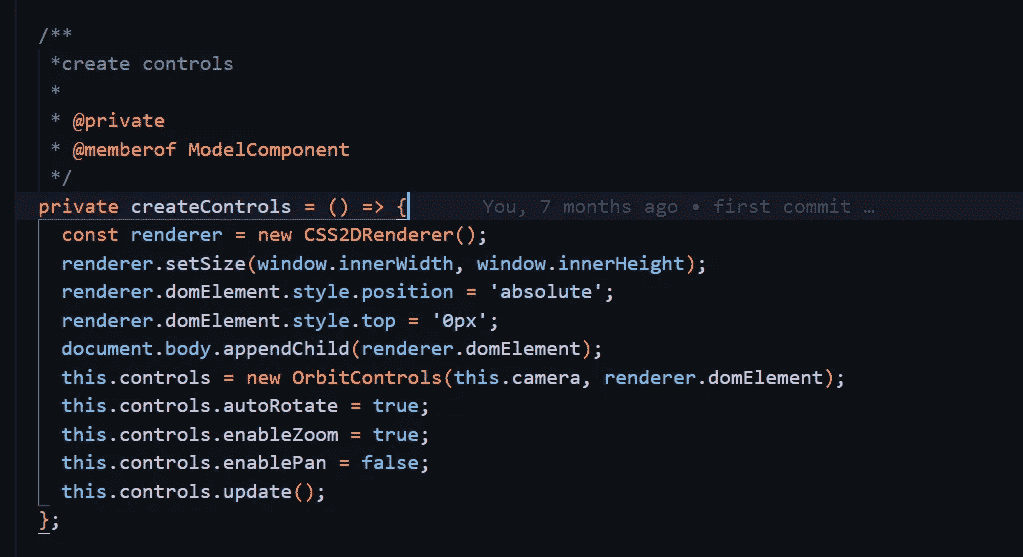 /**
*create controls
*
* @private
* @memberof ModelComponent
*/
private createControls = () => { You, 7 months ago • first commit …
const renderer = new CSS2DRenderer();
renderer.setSize(window.innerWidth, window.innerHeight);
renderer.domElement.style.position = 'absolute';
renderer.domElement.style.top = '0px';
document.body.appendChild(renderer.domElement);
this.controls = new OrbitControls(this.camera, renderer.domElement);
this.controls.autoRotate = true;
this.controls.enableZoom = true;
this.controls.enablePan = false;
this.controls.update();
};